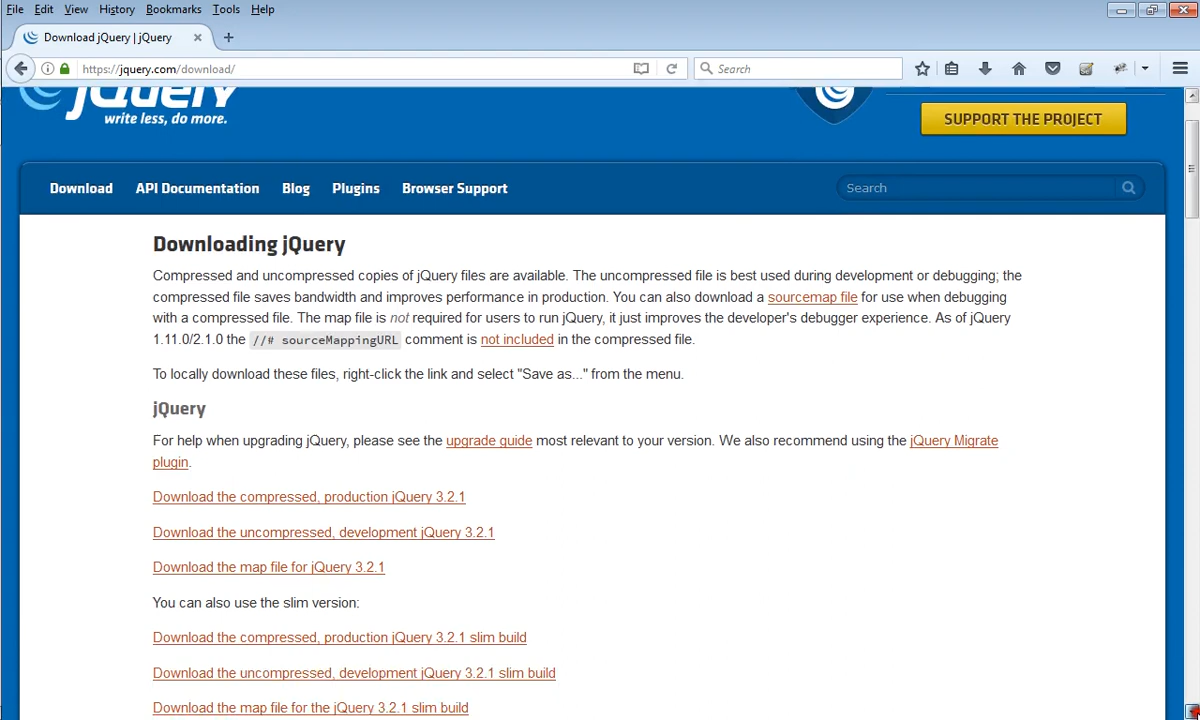 File Edit View History Bookmarks Tools Help
Download jQuery | jQuery
https://jquery.com/download/
Search
jQuery
write less, do more.
SUPPORT THE PROJECT
Download API Documentation Blog Plugins Browser Support
Search
Downloading jQuery
Compressed and uncompressed copies of jQuery files are available. The uncompressed file is best used during development or debugging; the
compressed file saves bandwidth and improves performance in production. You can also download a sourcemap file for use when debugging
with a compressed file. The map file is not required for users to run jQuery, it just improves the developer's debugger experience. As of jQuery
1.11.0/2.1.0 the //# sourceMappingURL comment is not included in the compressed file.
To locally download these files, right-click the link and select "Save as..." from the menu.
jQuery
For help when upgrading jQuery, please see the upgrade guide most relevant to your version. We also recommend using the jQuery Migrate
plugin.
Download the compressed, production jQuery 3.2.1
Download the uncompressed, development jQuery 3.2.1
Download the map file for jQuery 3.2.1
You can also use the slim version:
Download the compressed, production jQuery 3.2.1 slim build
Download the uncompressed, development jQuery 3.2.1 slim build
Download the map file for the jQuery 3.2.1 slim build